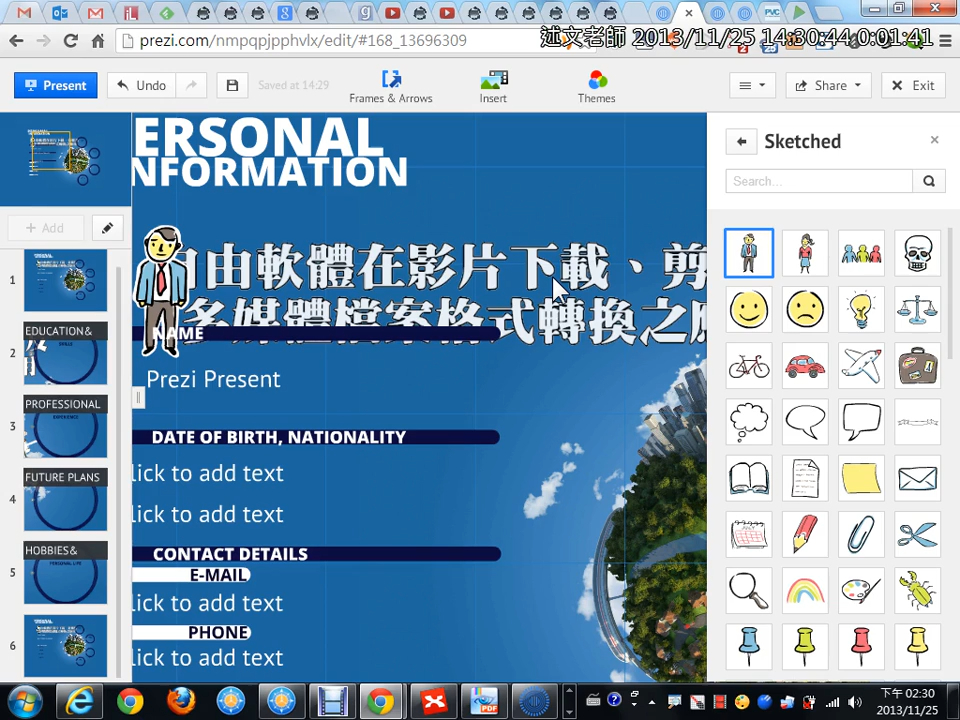 prezi.com/nmpqpjpphvlx/edit/#168_13696309
述文老師 2013/11/25 14:30:44 0:01:41
Present
Undo
Saved at 14:29
Frames & Arrows
Insert
Themes
Share
Exit
ERSONAL
NFORMATION
自由軟體在影片下載、剪
多媒體檔案格式轉換之應
NAME
Prezi Present
DATE OF BIRTH, NATIONALITY
lick to add text
lick to add text
CONTACT DETAILS
E-MAIL
lick to add text
PHONE
lick to add text
Add
1
2
EDUCATION &
3
PROFESSIONAL
EXPERIENCE
4
FUTURE PLANS
5
HOBBIES &
PERSONAL LIFE
6
Sketched
Search...
下午 02:30
2013/11/25